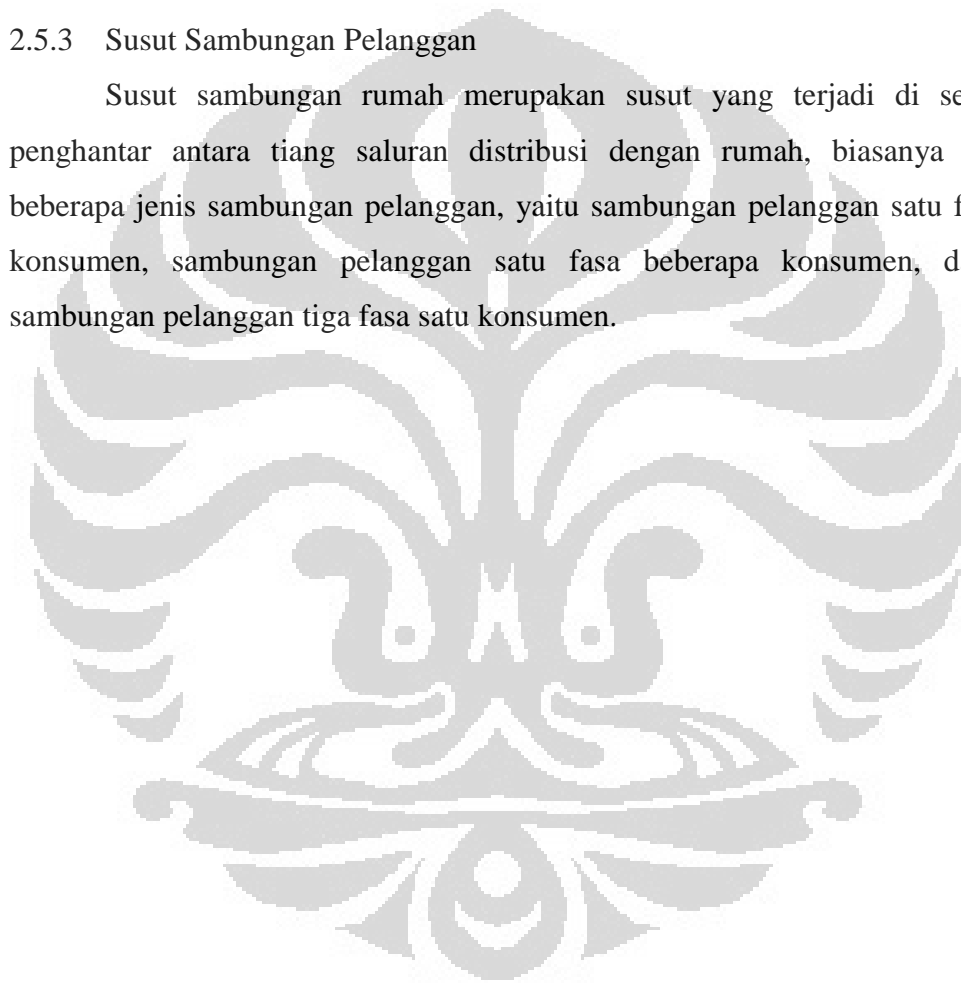 2.5.3 Susut Sambungan Pelanggan
Susut sambungan rumah merupakan susut yang terjadi di
penghantar antara tiang saluran distribusi dengan rumah, biasanya
beberapa jenis sambungan pelanggan, yaitu sambungan pelanggan satu
konsumen, sambungan pelanggan satu fasa beberapa konsumen,
sambungan pelanggan tiga fasa satu konsumen.